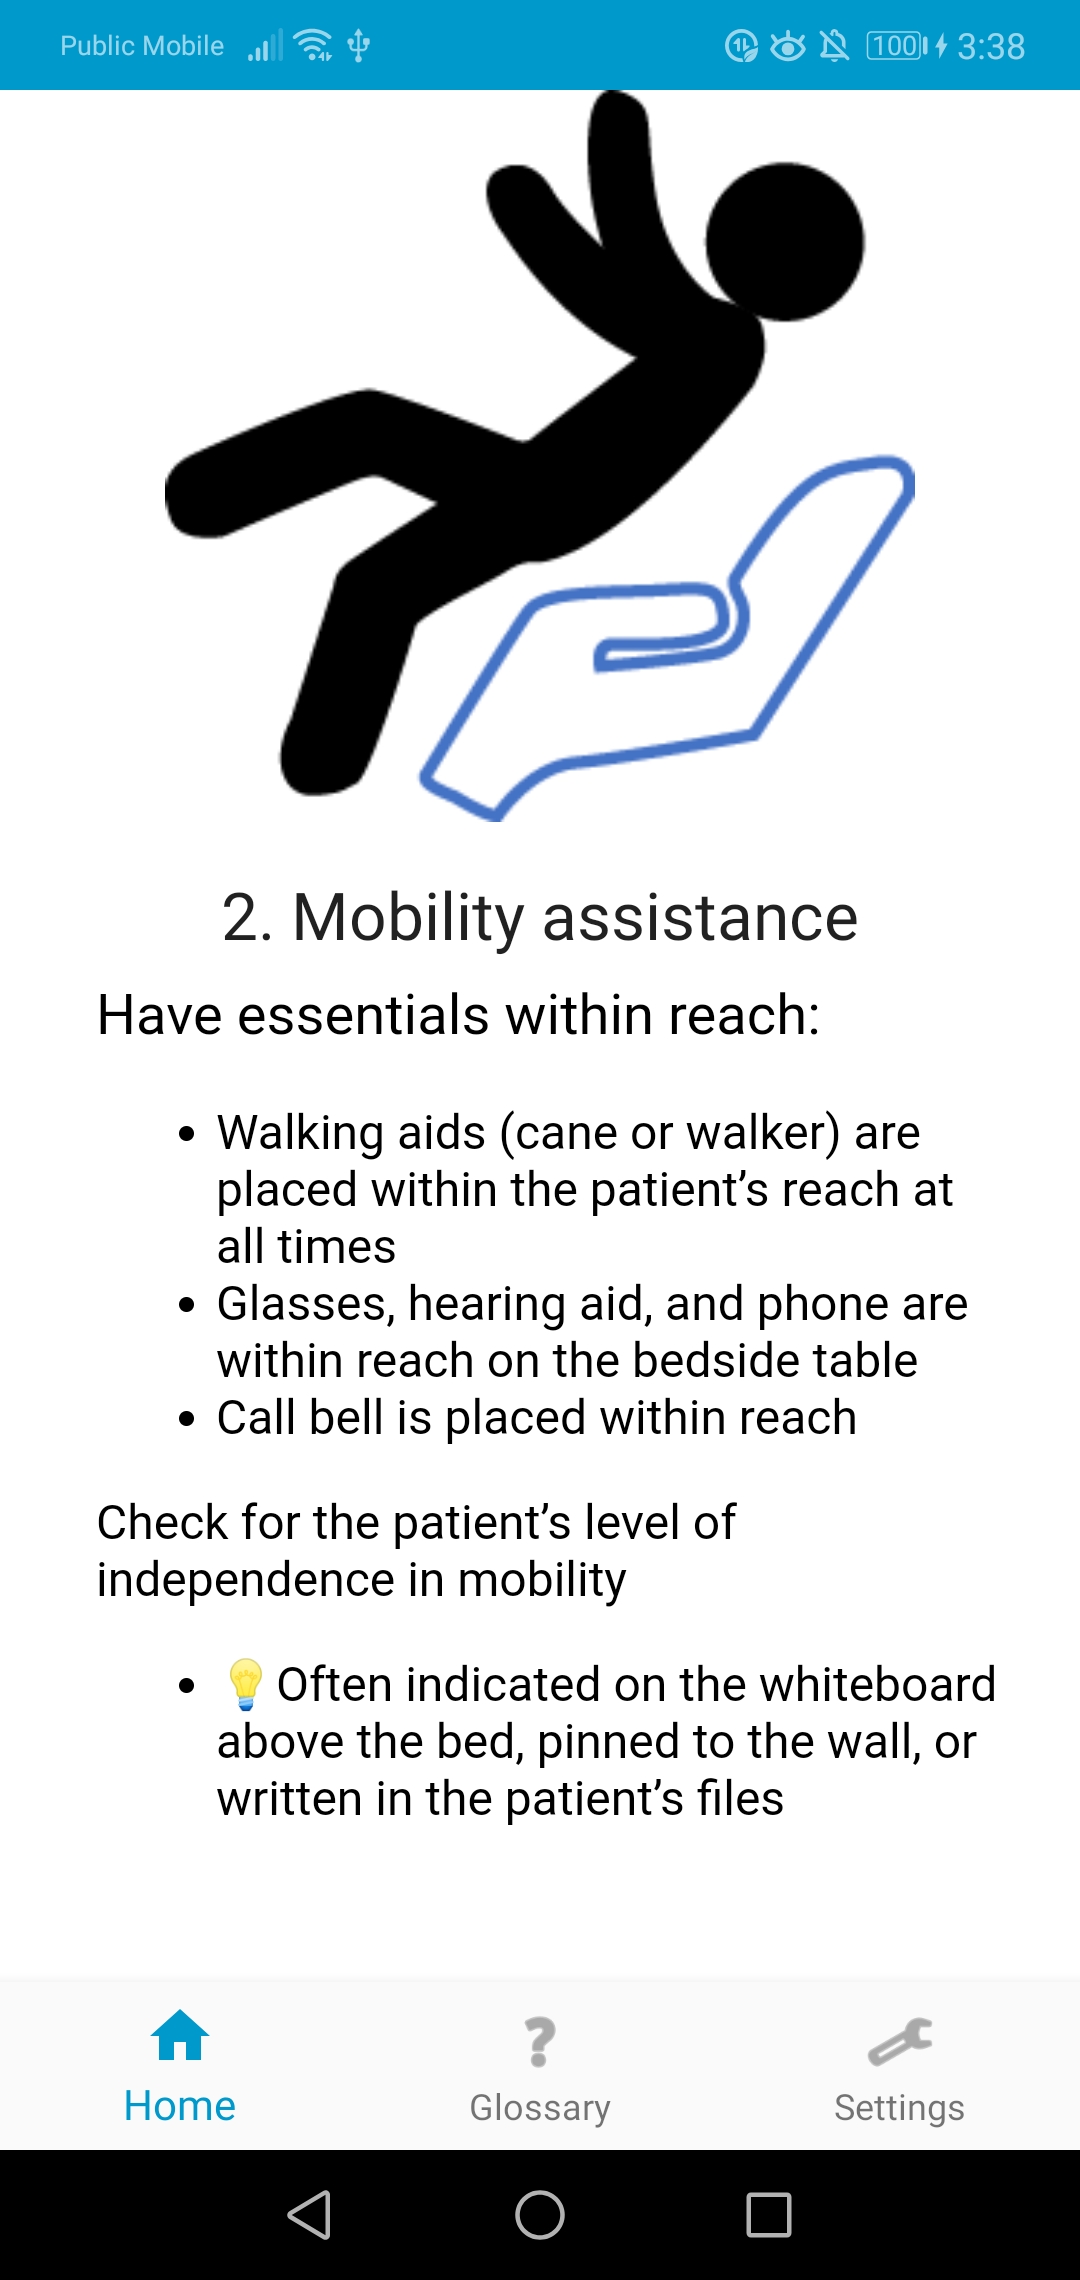 Public Mobile 100 3:38
2. Mobility assistance
Have essentials within reach:
• Walking aids (cane or walker) are
placed within the patient’s reach at
all times
• Glasses, hearing aid, and phone are
within reach on the bedside table
• Call bell is placed within reach
Check for the patient’s level of
independence in mobility
• 💡Often indicated on the whiteboard
above the bed, pinned to the wall, or
written in the patient’s files
Home Glossary Settings